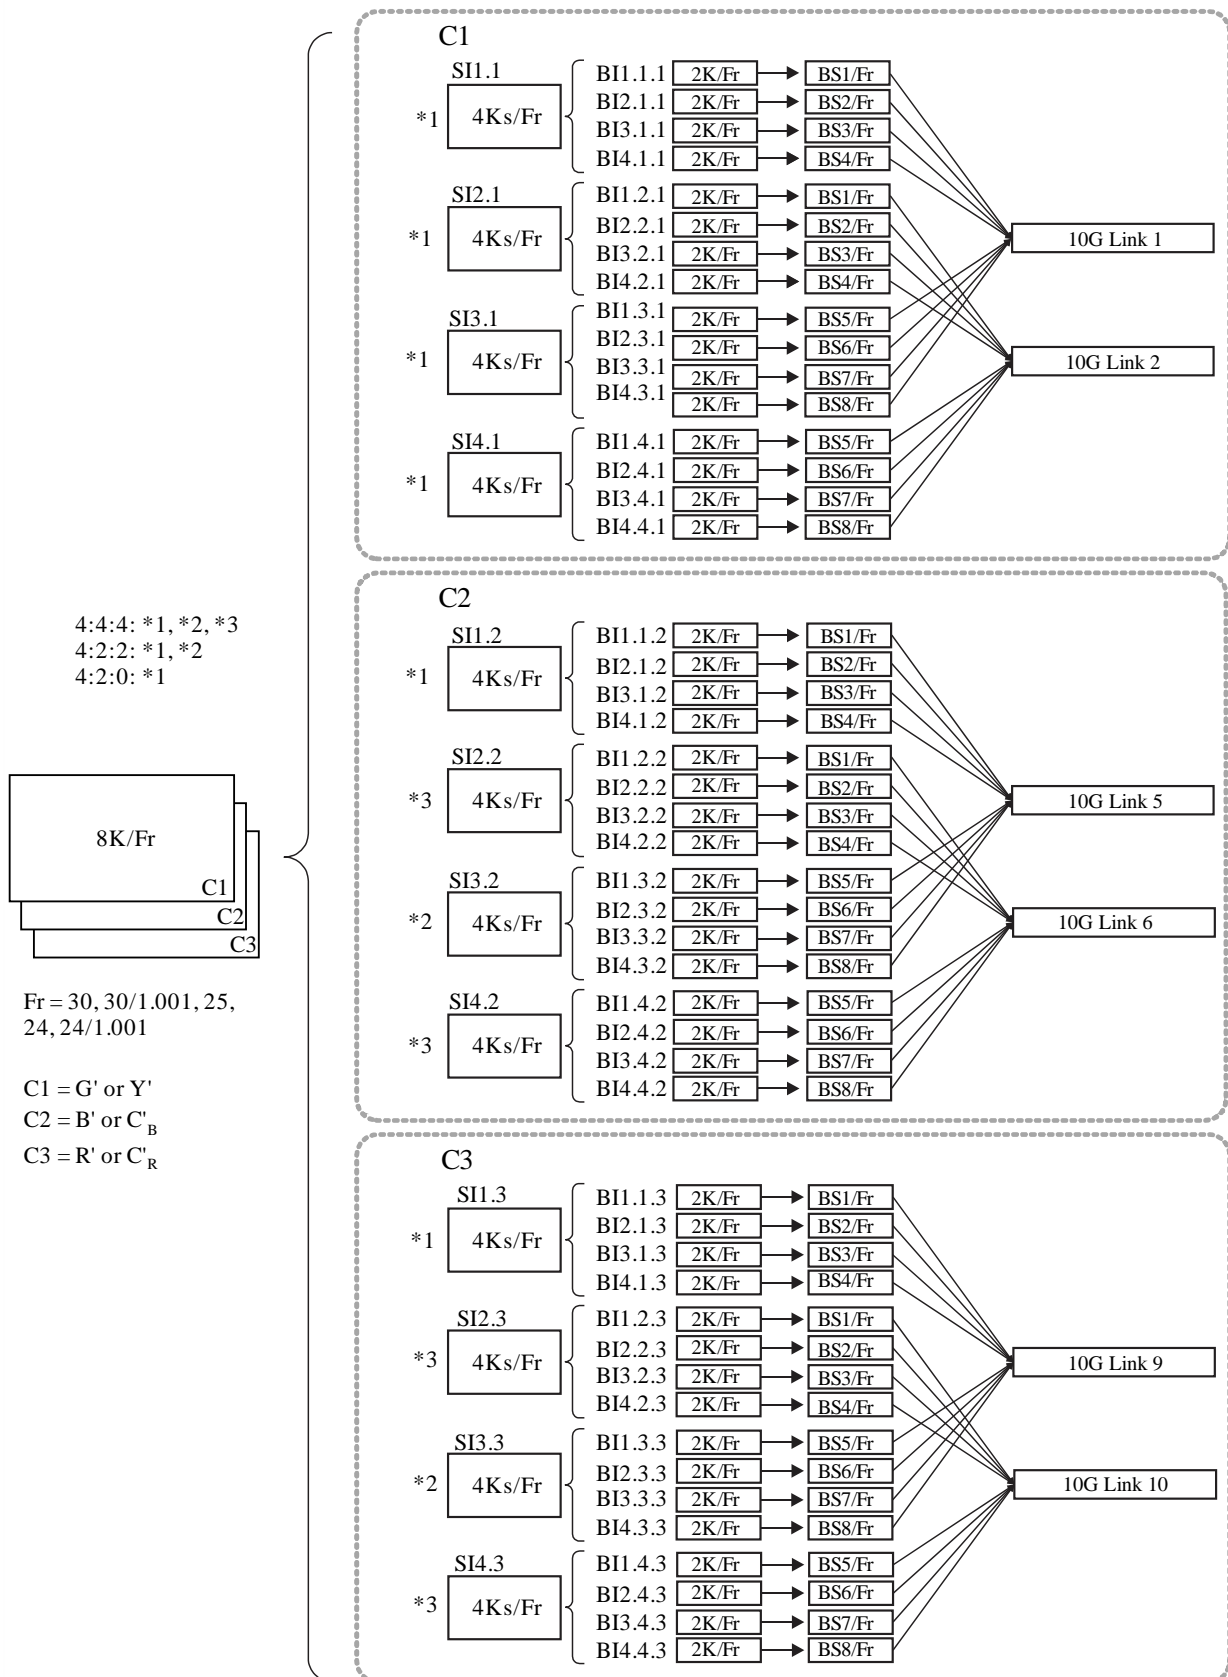 C1
SI1.1
*1
4Ks/Fr
BI1.1.1 2K/Fr BS1/Fr
BI2.1.1 2K/Fr BS2/Fr
BI3.1.1 2K/Fr BS3/Fr
BI4.1.1 2K/Fr BS4/Fr
SI2.1
*1
4Ks/Fr
BI1.2.1 2K/Fr BS1/Fr
BI2.2.1 2K/Fr BS2/Fr
BI3.2.1 2K/Fr BS3/Fr
BI4.2.1 2K/Fr BS4/Fr
10G Link 1
SI3.1
*1
4Ks/Fr
BI1.3.1 2K/Fr BS5/Fr
BI2.3.1 2K/Fr BS6/Fr
BI3.3.1 2K/Fr BS7/Fr
BI4.3.1 2K/Fr BS8/Fr
10G Link 2
SI4.1
*1
4Ks/Fr
BI1.4.1 2K/Fr BS5/Fr
BI2.4.1 2K/Fr BS6/Fr
BI3.4.1 2K/Fr BS7/Fr
BI4.4.1 2K/Fr BS8/Fr
4:4:4: *1, *2, *3
4:2:2: *1, *2
4:2:0: *1
8K/Fr
C1
C2
C3
Fr = 30, 30/1.001, 25,
24, 24/1.001
C1 = G' or Y'
C2 = B' or C'B
C3 = R' or C'R
C2
SI1.2
*1
4Ks/Fr
BI1.1.2 2K/Fr BS1/Fr
BI2.1.2 2K/Fr BS2/Fr
BI3.1.2 2K/Fr BS3/Fr
BI4.1.2 2K/Fr BS4/Fr
SI2.2
*3
4Ks/Fr
BI1.2.2 2K/Fr BS1/Fr
BI2.2.2 2K/Fr BS2/Fr
BI3.2.2 2K/Fr BS3/Fr
BI4.2.2 2K/Fr BS4/Fr
10G Link 5
SI3.2
*2
4Ks/Fr
BI1.3.2 2K/Fr BS5/Fr
BI2.3.2 2K/Fr BS6/Fr
BI3.3.2 2K/Fr BS7/Fr
BI4.3.2 2K/Fr BS8/Fr
10G Link 6
SI4.2
*3
4Ks/Fr
BI1.4.2 2K/Fr BS5/Fr
BI2.4.2 2K/Fr BS6/Fr
BI3.4.2 2K/Fr BS7/Fr
BI4.4.2 2K/Fr BS8/Fr
C3
SI1.3
*1
4Ks/Fr
BI1.1.3 2K/Fr BS1/Fr
BI2.1.3 2K/Fr BS2/Fr
BI3.1.3 2K/Fr BS3/Fr
BI4.1.3 2K/Fr BS4/Fr
SI2.3
*3
4Ks/Fr
BI1.2.3 2K/Fr BS1/Fr
BI2.2.3 2K/Fr BS2/Fr
BI3.2.3 2K/Fr BS3/Fr
BI4.2.3 2K/Fr BS4/Fr
10G Link 9
SI3.3
*2
4Ks/Fr
BI1.3.3 2K/Fr BS5/Fr
BI2.3.3 2K/Fr BS6/Fr
BI3.3.3 2K/Fr BS7/Fr
BI4.3.3 2K/Fr BS8/Fr
10G Link 10
SI4.3
*3
4Ks/Fr
BI1.4.3 2K/Fr BS5/Fr
BI2.4.3 2K/Fr BS6/Fr
BI3.4.3 2K/Fr BS7/Fr
BI4.4.3 2K/Fr BS8/Fr